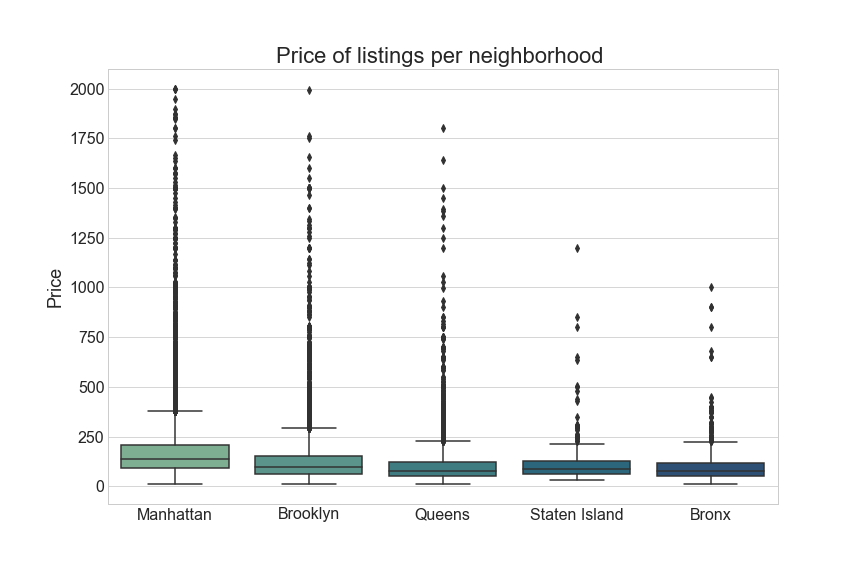 Price of listings per neighborhood
2000
1750
1500
1250
1000
750
500
250
0
Price
Manhattan
Brooklyn
Queens
Staten Island
Bronx